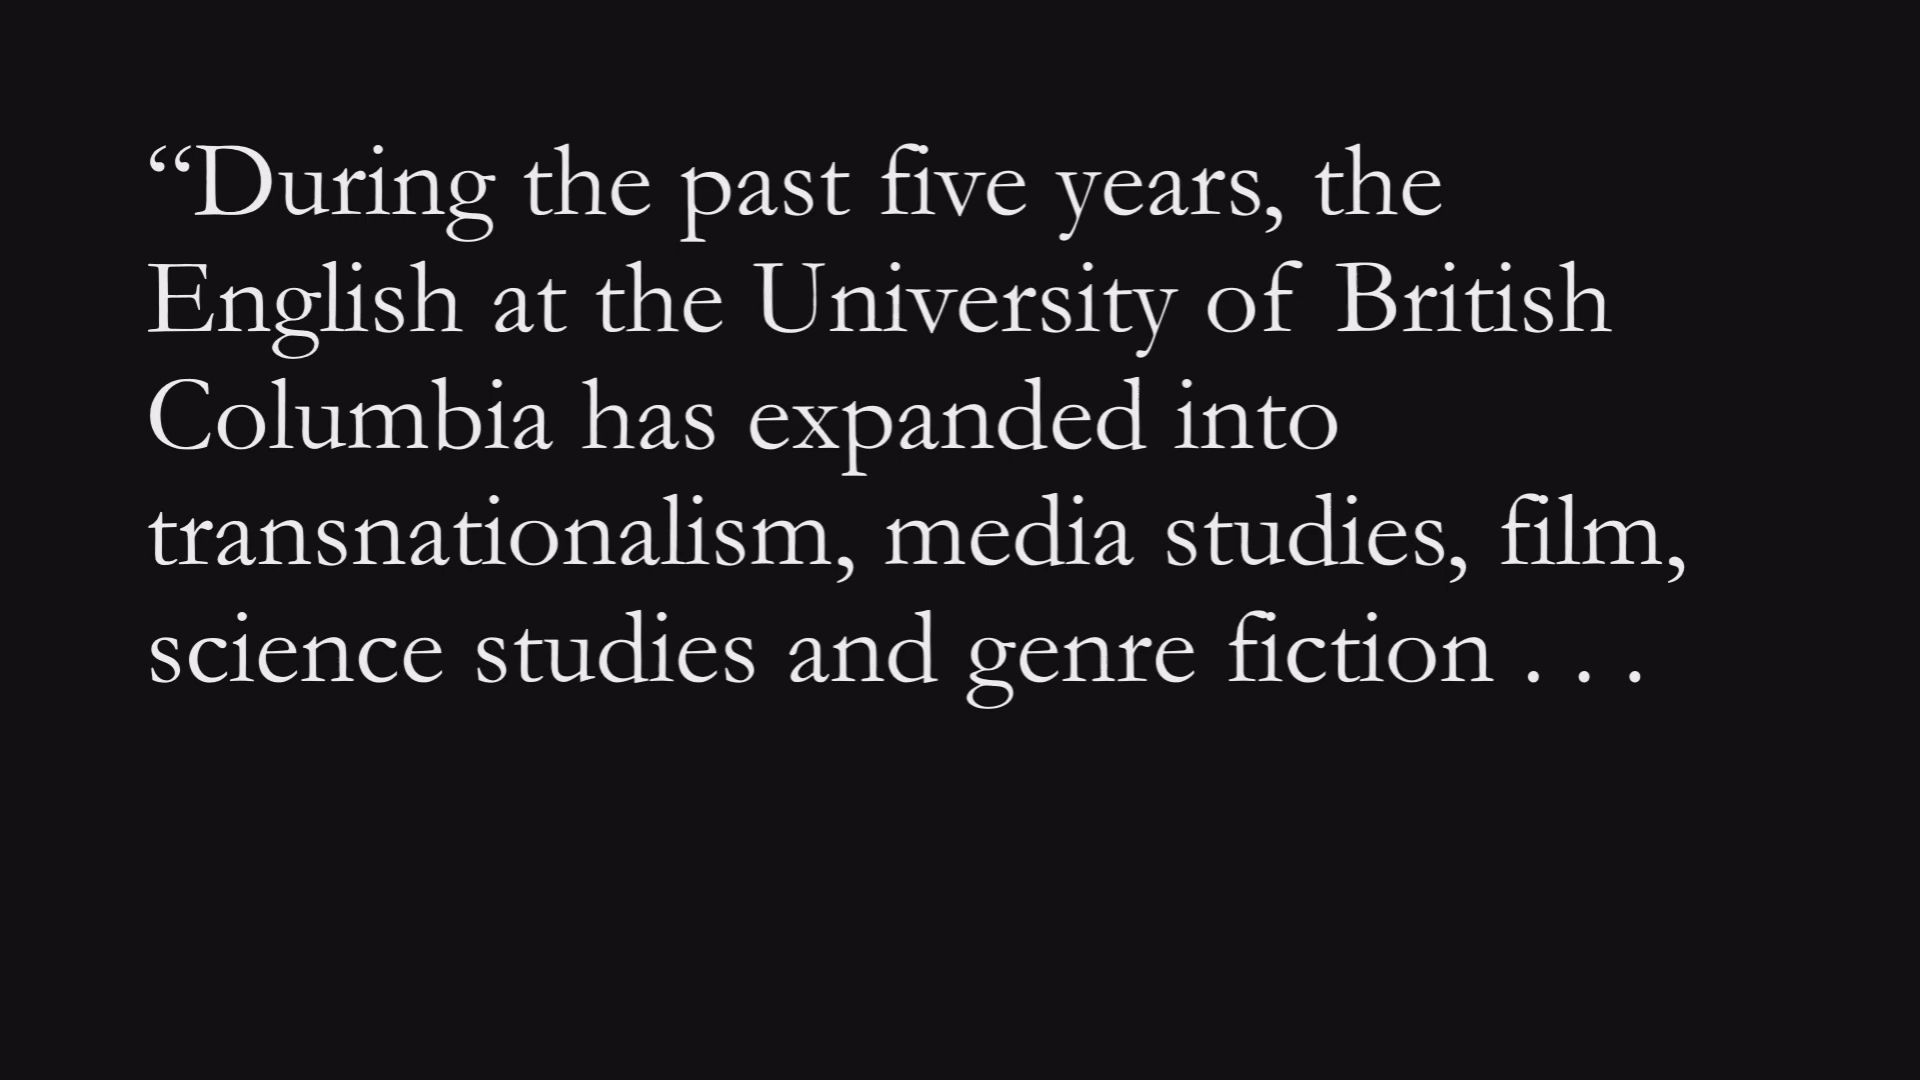 “During the past five years, the
English at the University of British
Columbia has expanded into
transnationalism, media studies, film,
science studies and genre fiction . . .